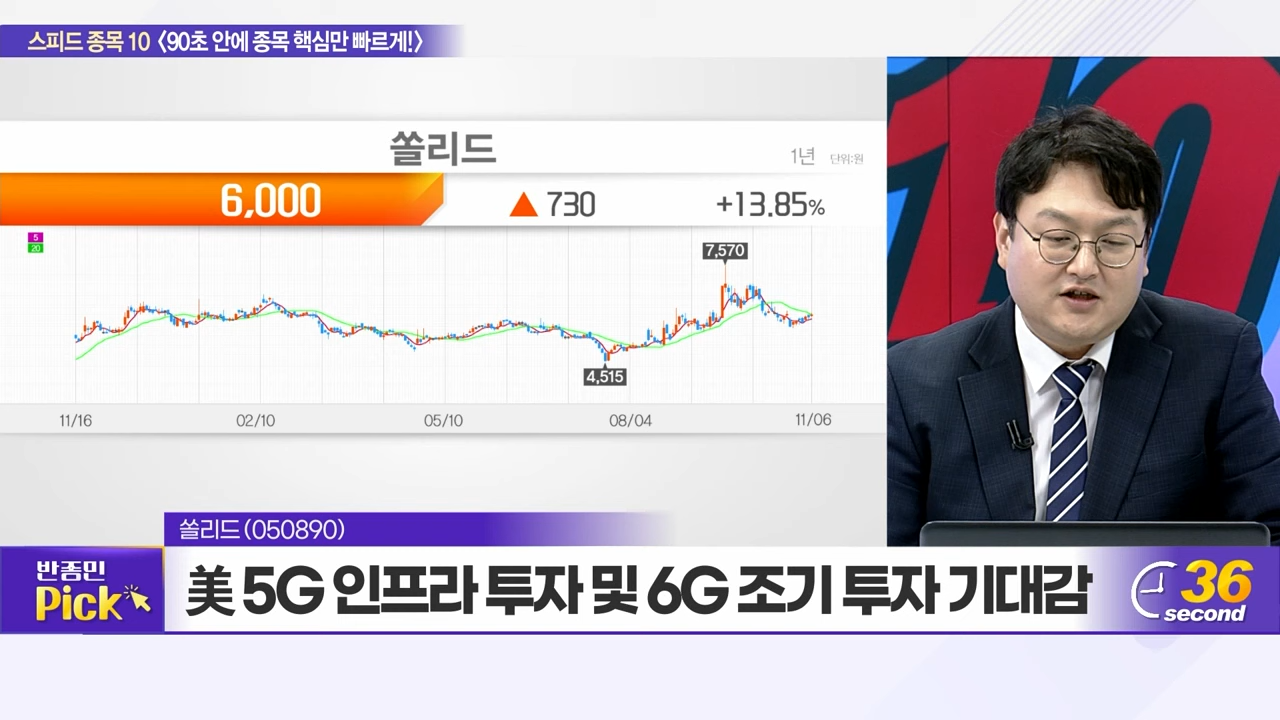 스피드 종목 10 〈90초 안에 종목 핵심만 빠르게!〉
쏠리드
1년 단위:원
6,000 ▲ 730 +13.85%
5
20
7,570
4,515
11/16 02/10 05/10 08/04 11/06
10
쏠리드(050890)
반종민
Pick
美 5G 인프라 투자 및 6G 조기 투자 기대감
36
second